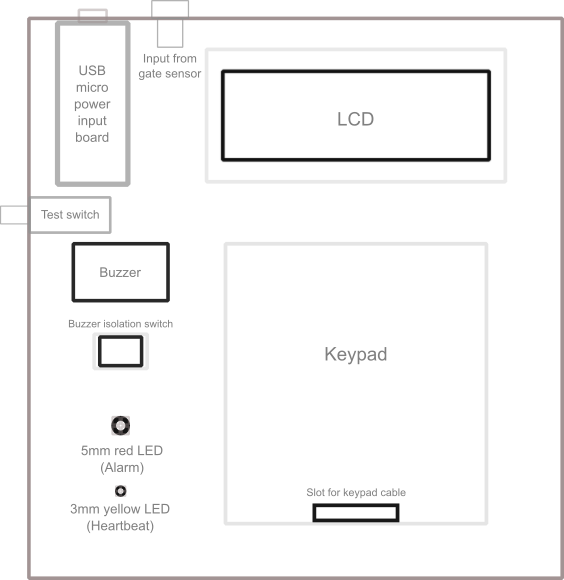 USB
micro
power
input
board
Input from
gate sensor
LCD
Test switch
Buzzer
Buzzer isolation switch
Keypad
5mm red LED
(Alarm)
3mm yellow LED
(Heartbeat)
Slot for keypad cable